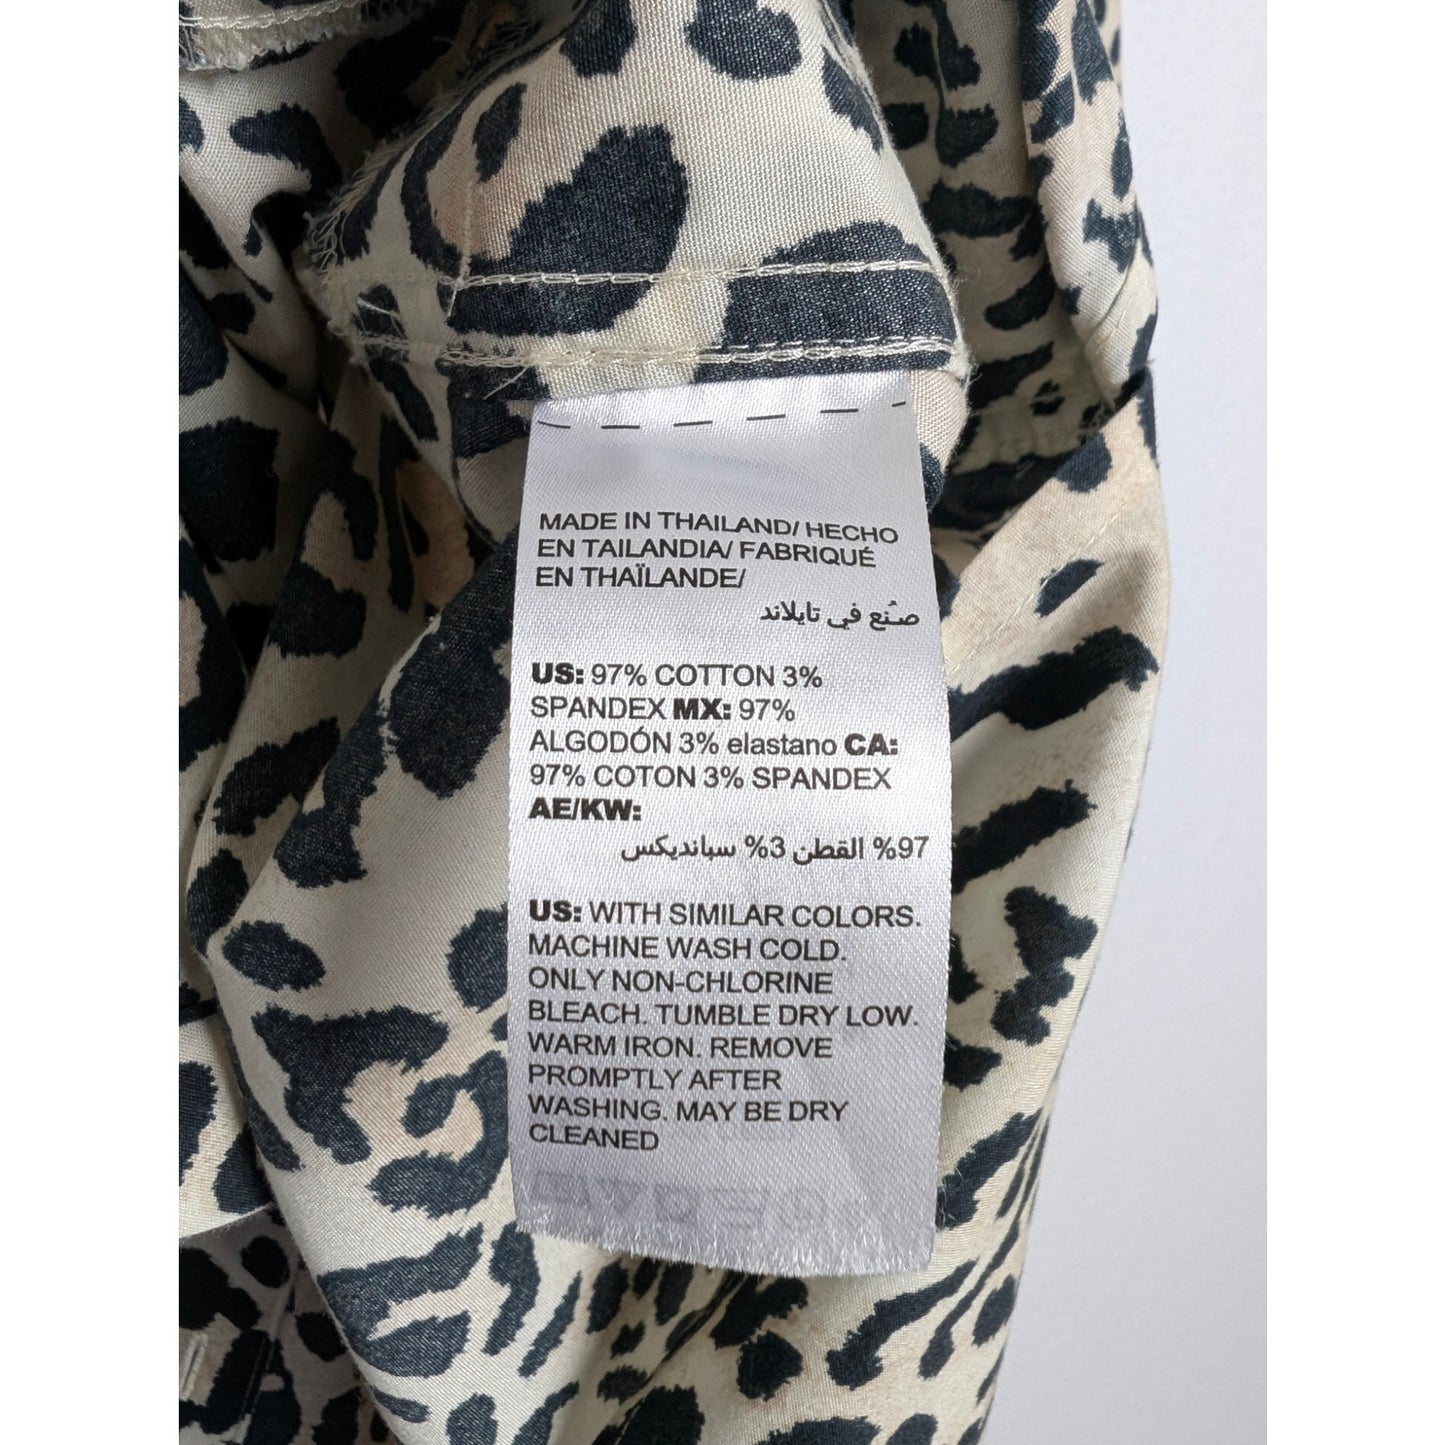 MADE IN THAILAND/ HECHO
EN TAILANDIA/ FABRIQUÉ
EN THAÏLANDE/
صُنع في تايلاند
US: 97% COTTON 3%
SPANDEX MX: 97%
ALGODÓN 3% elastano CA:
97% COTON 3% SPANDEX
AE/KW:
97% القطن 3% سبانديكس
US: WITH SIMILAR COLORS.
MACHINE WASH COLD.
ONLY NON-CHLORINE
BLEACH. TUMBLE DRY LOW.
WARM IRON. REMOVE
PROMPTLY AFTER
WASHING. MAY BE DRY
CLEANED